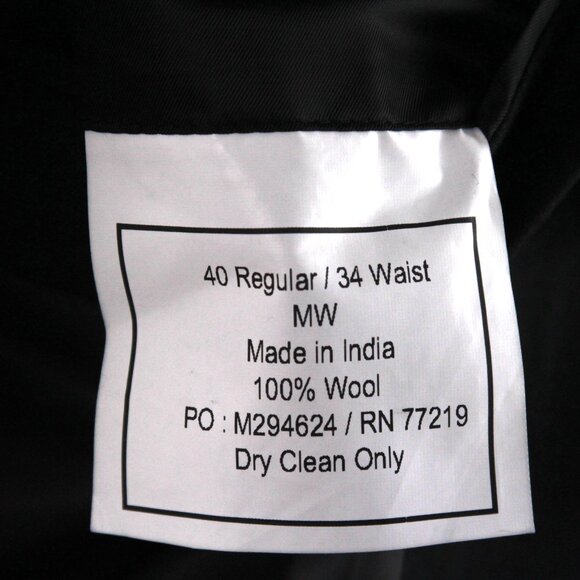 40 Regular / 34 Waist
MW
Made in India
100% Wool
PO : M294624 / RN 77219
Dry Clean Only